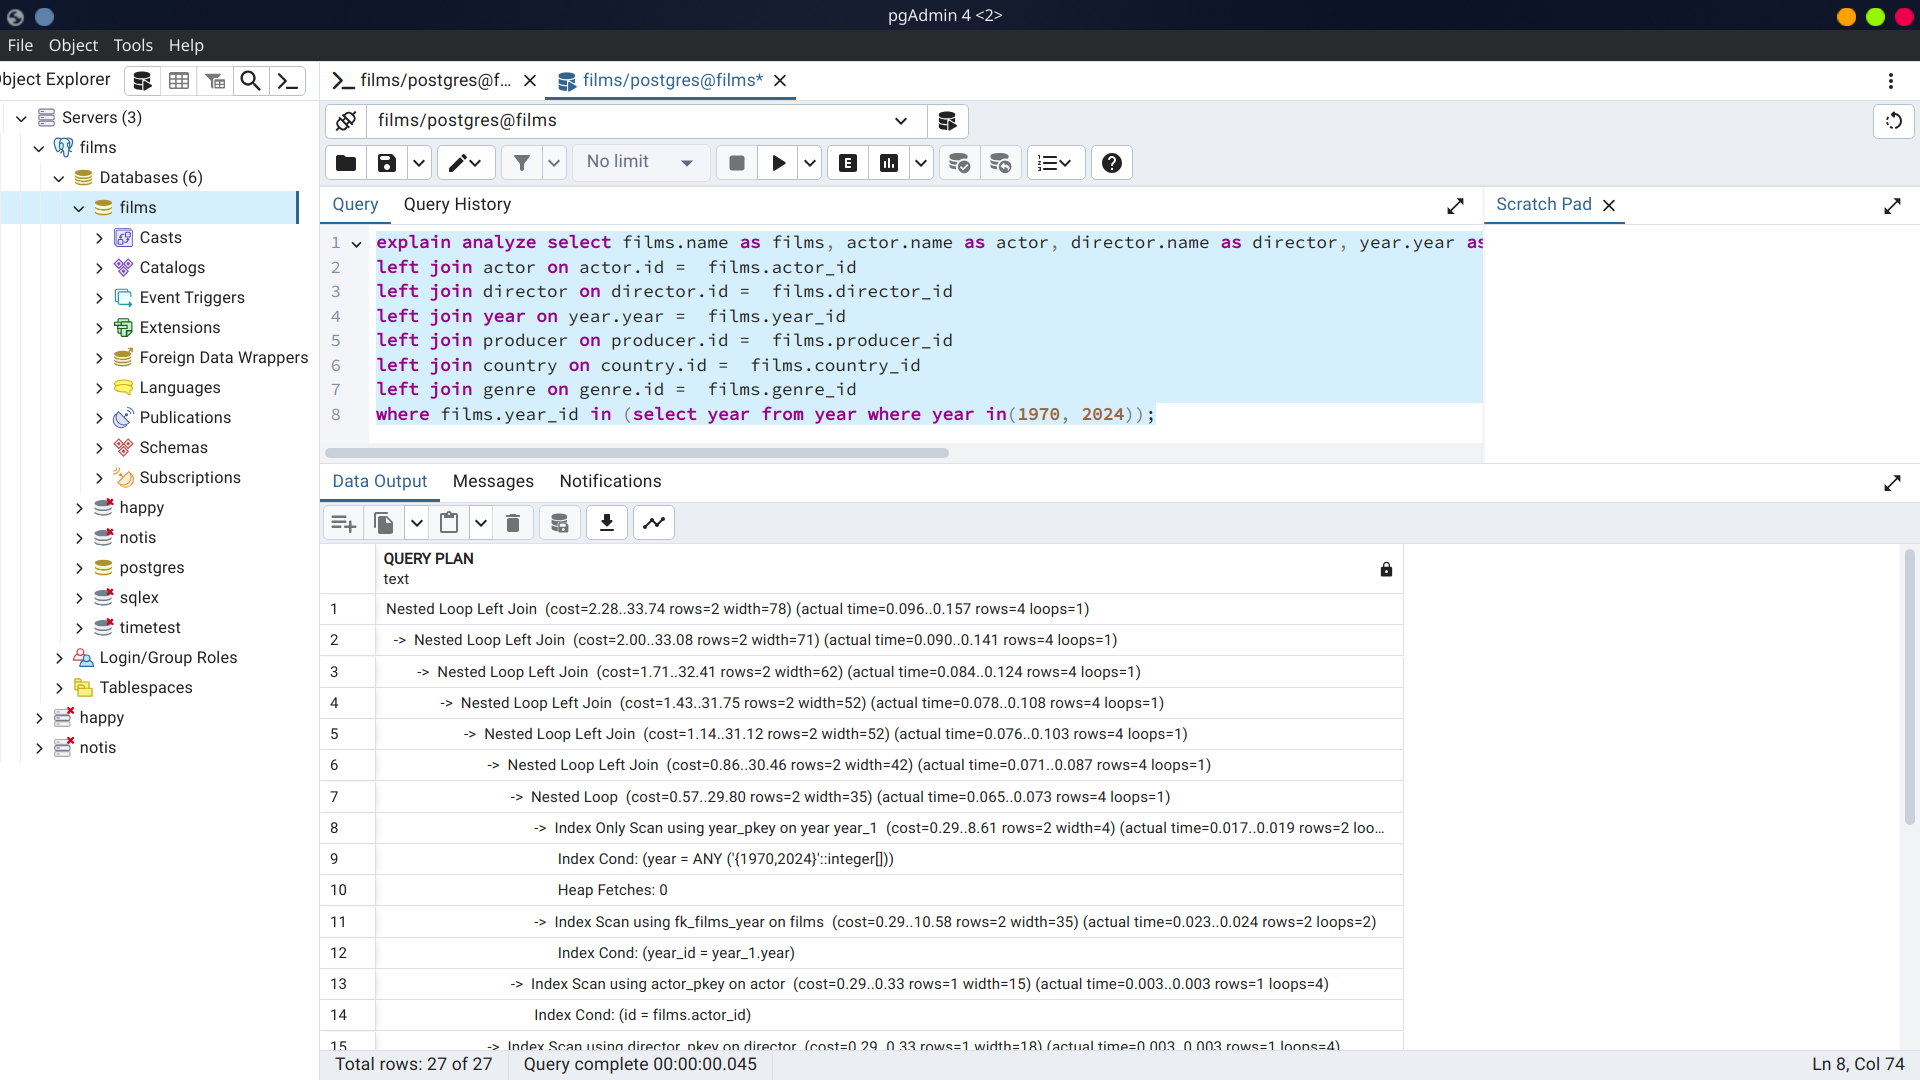 pgAdmin 4 <2>
File Object Tools Help
bject Explorer
Servers (3)
films
Databases (6)
films
Casts
Catalogs
Event Triggers
Extensions
Foreign Data Wrappers
Languages
Publications
Schemas
Subscriptions
happy
notis
postgres
sqlex
timetest
Login/Group Roles
Tablespaces
happy
notis
films/postgres@f... films/postgres@films*
films/postgres@films
No limit
E
Query Query History
Scratch Pad
1 explain analyze select films.name as films, actor.name as actor, director.name as director, year.year as
2 left join actor on actor.id =  films.actor_id
3 left join director on director.id =  films.director_id
4 left join year on year.year =  films.year_id
5 left join producer on producer.id =  films.producer_id
6 left join country on country.id =  films.country_id
7 left join genre on genre.id =  films.genre_id
8 where films.year_id in (select year from year where year in(1970, 2024));
Data Output Messages Notifications
QUERY PLAN
text
1 Nested Loop Left Join  (cost=2.28..33.74 rows=2 width=78) (actual time=0.096..0.157 rows=4 loops=1)
2 ->  Nested Loop Left Join  (cost=2.00..33.08 rows=2 width=71) (actual time=0.090..0.141 rows=4 loops=1)
3 ->  Nested Loop Left Join  (cost=1.71..32.41 rows=2 width=62) (actual time=0.084..0.124 rows=4 loops=1)
4 ->  Nested Loop Left Join  (cost=1.43..31.75 rows=2 width=52) (actual time=0.078..0.108 rows=4 loops=1)
5 ->  Nested Loop Left Join  (cost=1.14..31.12 rows=2 width=52) (actual time=0.076..0.103 rows=4 loops=1)
6 ->  Nested Loop Left Join  (cost=0.86..30.46 rows=2 width=42) (actual time=0.071..0.087 rows=4 loops=1)
7 ->  Nested Loop  (cost=0.57..29.80 rows=2 width=35) (actual time=0.065..0.073 rows=4 loops=1)
8 ->  Index Only Scan using year_pkey on year year_1  (cost=0.29..8.61 rows=2 width=4) (actual time=0.017..0.019 rows=2 loo...
9 Index Cond: (year = ANY ('{1970,2024}'::integer[]))
10 Heap Fetches: 0
11 ->  Index Scan using fk_films_year on films  (cost=0.29..10.58 rows=2 width=35) (actual time=0.023..0.024 rows=2 loops=2)
12 Index Cond: (year_id = year_1.year)
13 ->  Index Scan using actor_pkey on actor  (cost=0.29..0.33 rows=1 width=15) (actual time=0.003..0.003 rows=1 loops=4)
14 Index Cond: (id = films.actor_id)
15 ->  Index Scan using director_pkey on director  (cost=0.29..0.33 rows=1 width=18) (actual time=0.003..0.003 rows=1 loops=4)
Total rows: 27 of 27 Query complete 00:00:00.045 Ln 8, Col 74